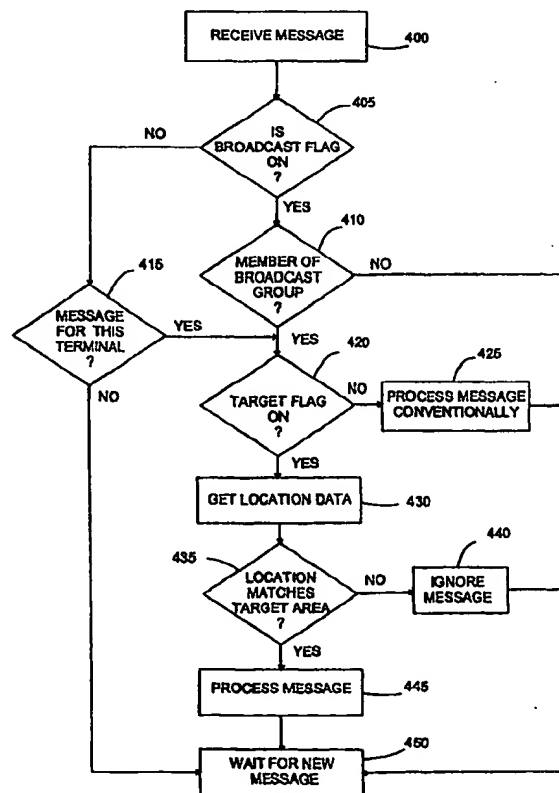 RECEIVE MESSAGE
400
405
IS
BROADCAST FLAG
ON
?
NO
YES
410
MEMBER OF
BROADCAST
GROUP
?
NO
YES
415
MESSAGE
FOR THIS
TERMINAL
?
YES
NO
420
TARGET FLAG
ON
?
NO
YES
425
PROCESS MESSAGE
CONVENTIONALLY
GET LOCATION DATA
430
435
LOCATION
MATCHES
TARGET AREA
?
NO
YES
440
IGNORE
MESSAGE
PROCESS MESSAGE
445
WAIT FOR NEW
MESSAGE
450